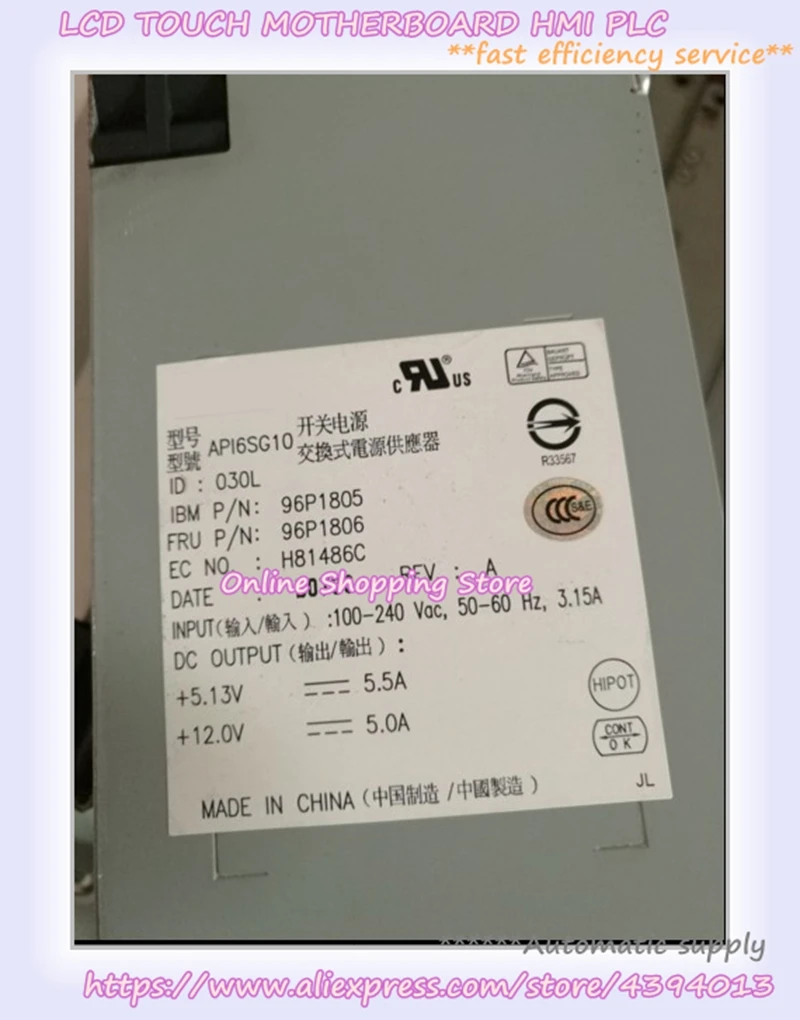 LCD TOUCH MOTHERBOARD HMI PLC
**fast efficiency service**
c RU ® US
型号 API6SG10 开关电源
型號 交換式電源供應器
R33567
ID : 030L
CCC S&E
IBM P/N: 96P1805
FRU P/N: 96P1806
EC NO. : H81486C
DATE : REV : A
Online Shopping Store
INPUT(输入/輸入) :100-240 Vac, 50-60 Hz, 3.15A
DC OUTPUT(输出/輸出) :
+5.13V 5.5A
HIPOT
+12.0V 5.0A
CONT
O K
JL
MADE IN CHINA (中国制造 /中國製造 )
******Automatic supply
https://www.aliexpress.com/store/4394013